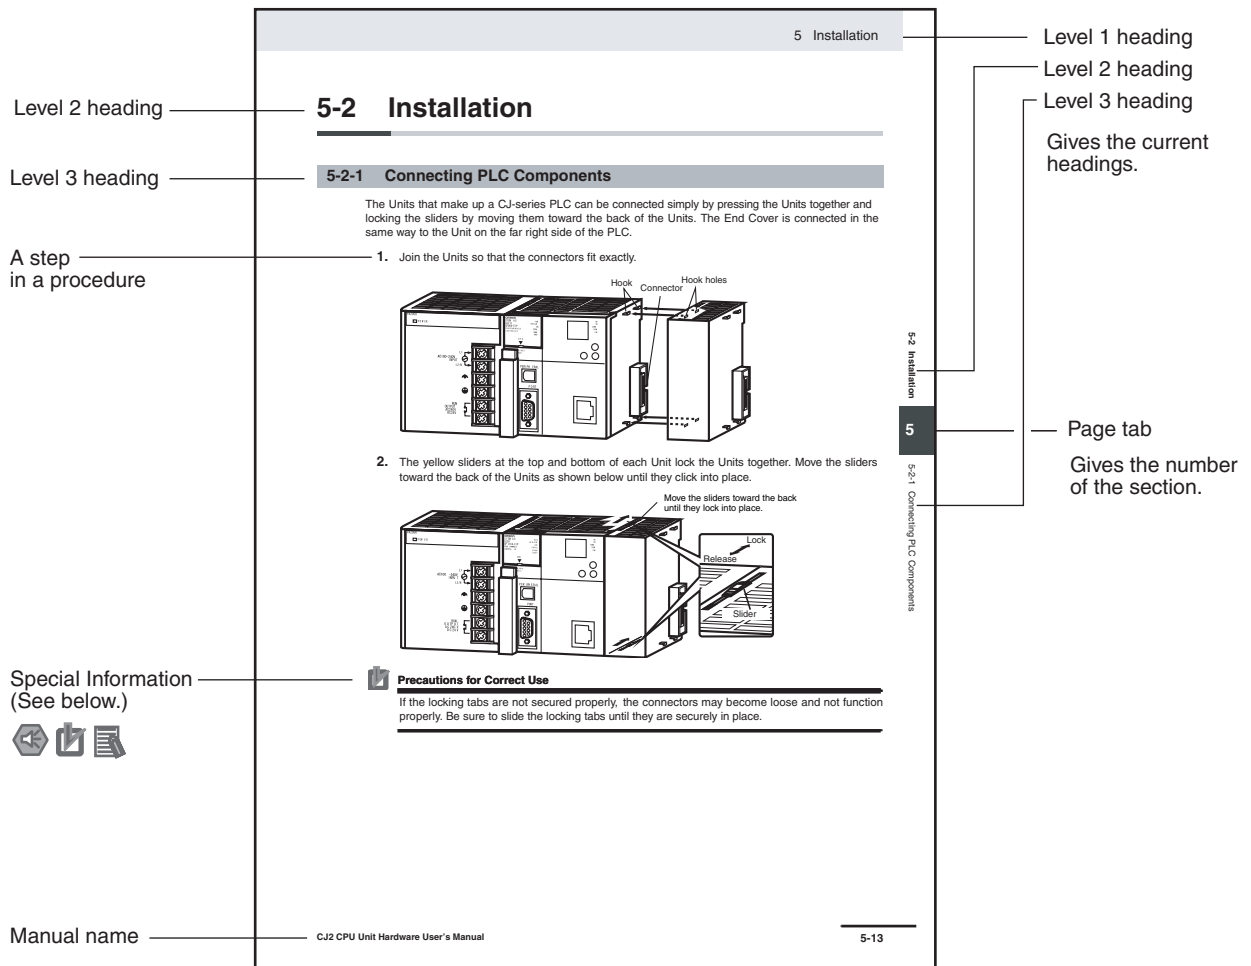 5 Installation
Level 1 heading
Level 2 heading
Level 3 heading
Gives the current
headings.
Level 2 heading
5-2 Installation
Level 3 heading
5-2-1 Connecting PLC Components
The Units that make up a CJ-series PLC can be connected simply by pressing the Units together and
locking the sliders by moving them toward the back of the Units. The End Cover is connected in the
same way to the Unit on the far right side of the PLC.
A step
in a procedure
1. Join the Units so that the connectors fit exactly.
Hook
Connector
Hook holes
5-2 Installation
5
Page tab
Gives the number
of the section.
5-2-1 Connecting PLC Components
2. The yellow sliders at the top and bottom of each Unit lock the Units together. Move the sliders
toward the back of the Units as shown below until they click into place.
Move the sliders toward the back
until they lock into place.
Lock
Release
Slider
Special Information
(See below.)
Precautions for Correct Use
If the locking tabs are not secured properly, the connectors may become loose and not function
properly. Be sure to slide the locking tabs until they are securely in place.
Manual name
CJ2 CPU Unit Hardware User's Manual
5-13